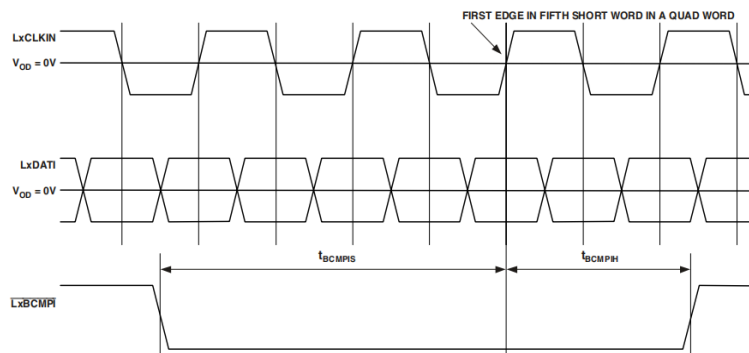 FIRST EDGE IN FIFTH SHORT WORD IN A QUAD WORD
LxCLKIN
VOD = 0V
LxDATI
VOD = 0V
tBCMPIS
tBCMPIH
LxBCMPI